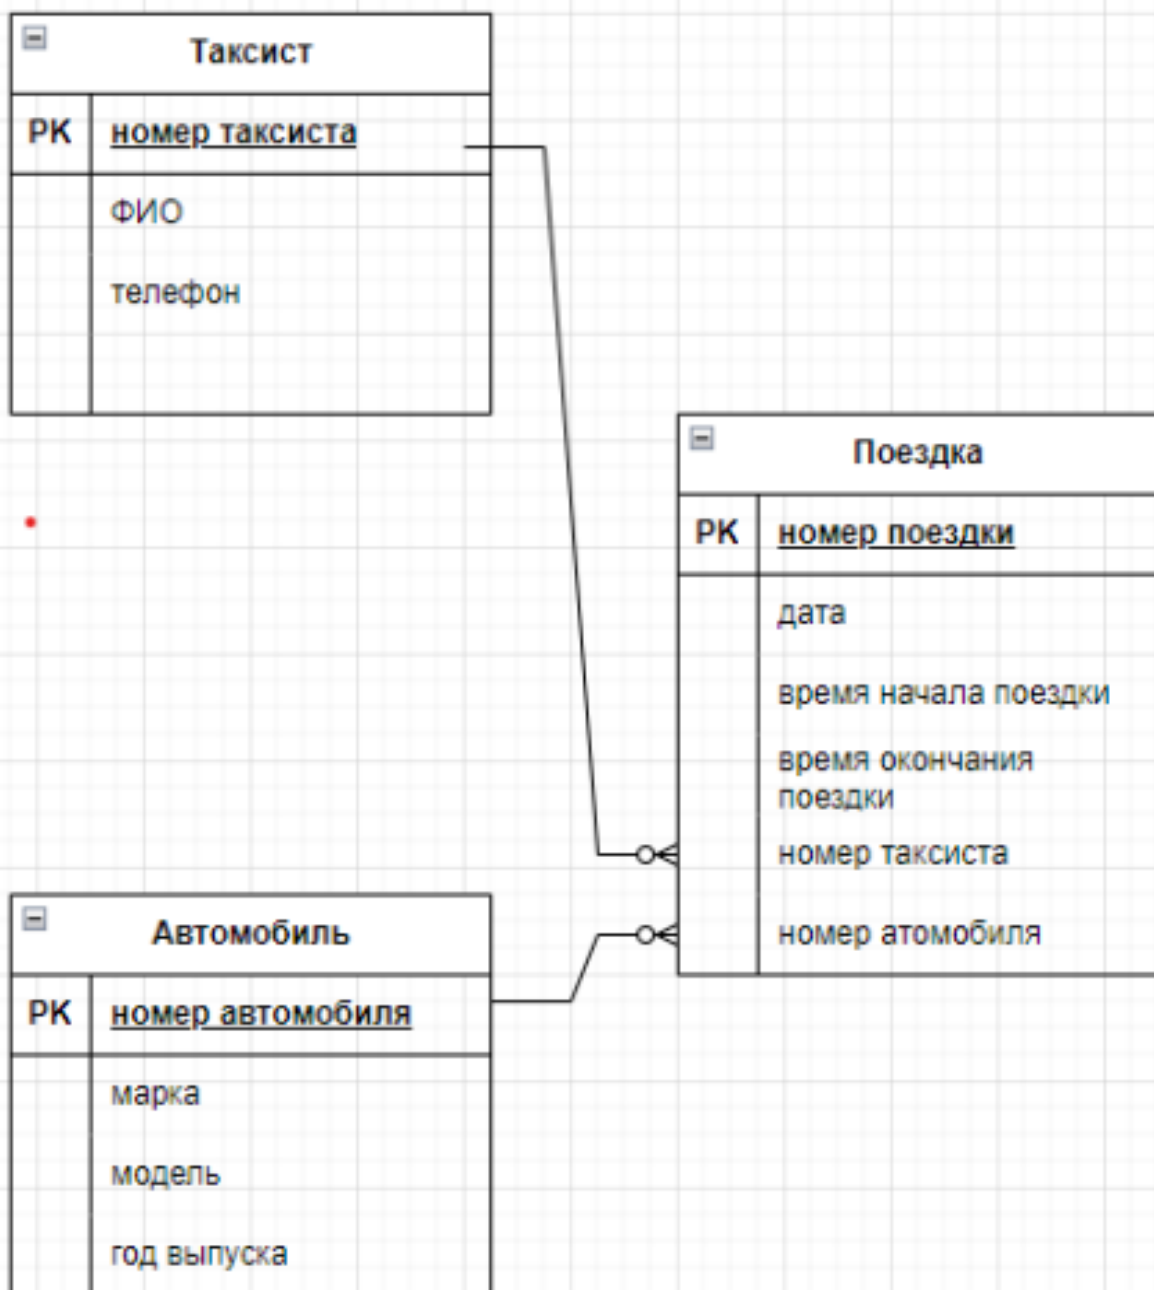 Таксист
PK номер таксиста
ФИО
телефон
Поездка
PK номер поездки
дата
время начала поездки
время окончания
поездки
номер таксиста
номер атомобиля
Автомобиль
PK номер автомобиля
марка
модель
год выпуска